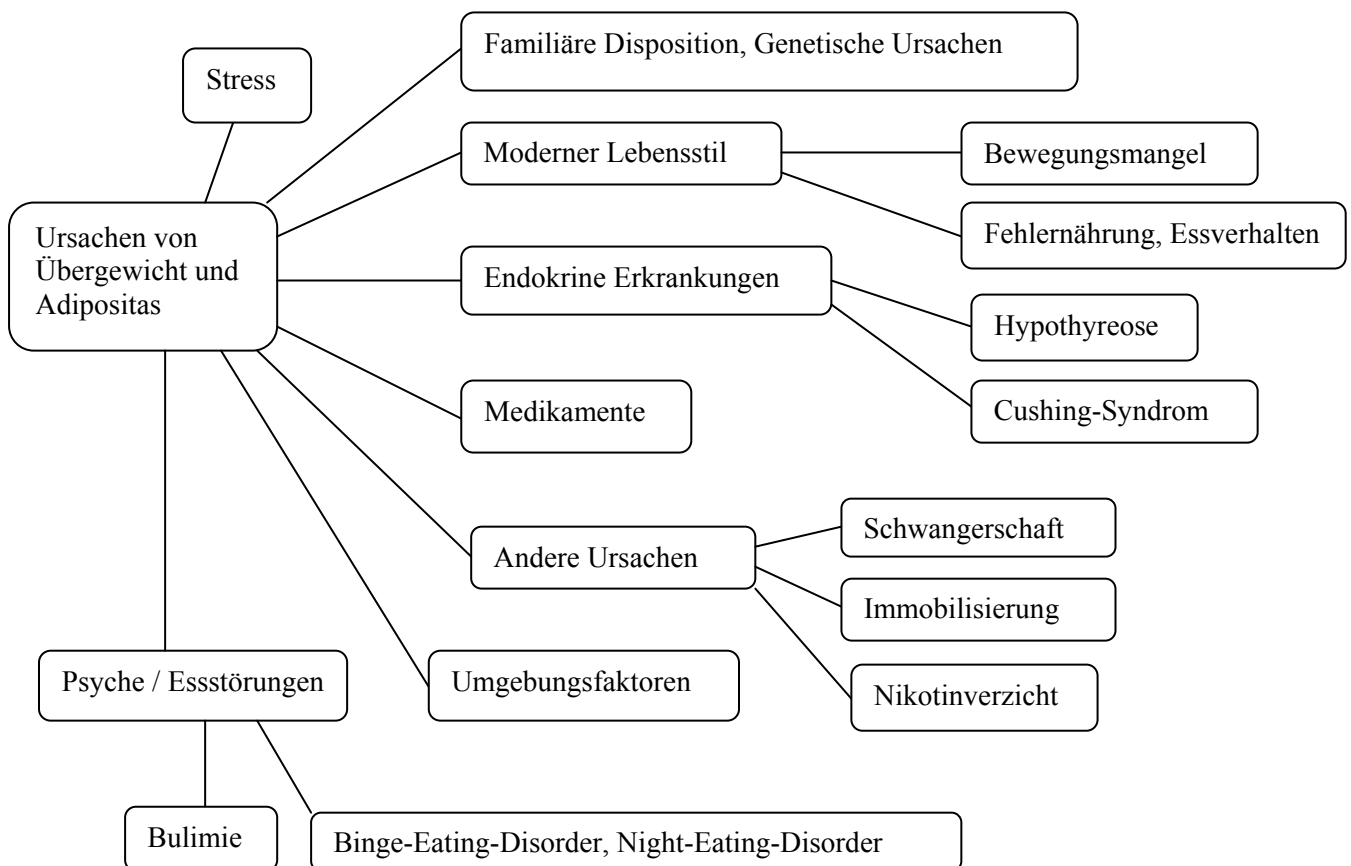 Familiäre Disposition, Genetische Ursachen
Stress
Moderner Lebensstil
Bewegungsmangel
Ursachen von
Übergewicht und
Adipositas
Fehlernährung, Essverhalten
Endokrine Erkrankungen
Hypothyreose
Medikamente
Cushing-Syndrom
Andere Ursachen
Schwangerschaft
Immobilisierung
Psyche / Essstörungen
Umgebungsfaktoren
Nikotinverzicht
Bulimie
Binge-Eating-Disorder, Night-Eating-Disorder